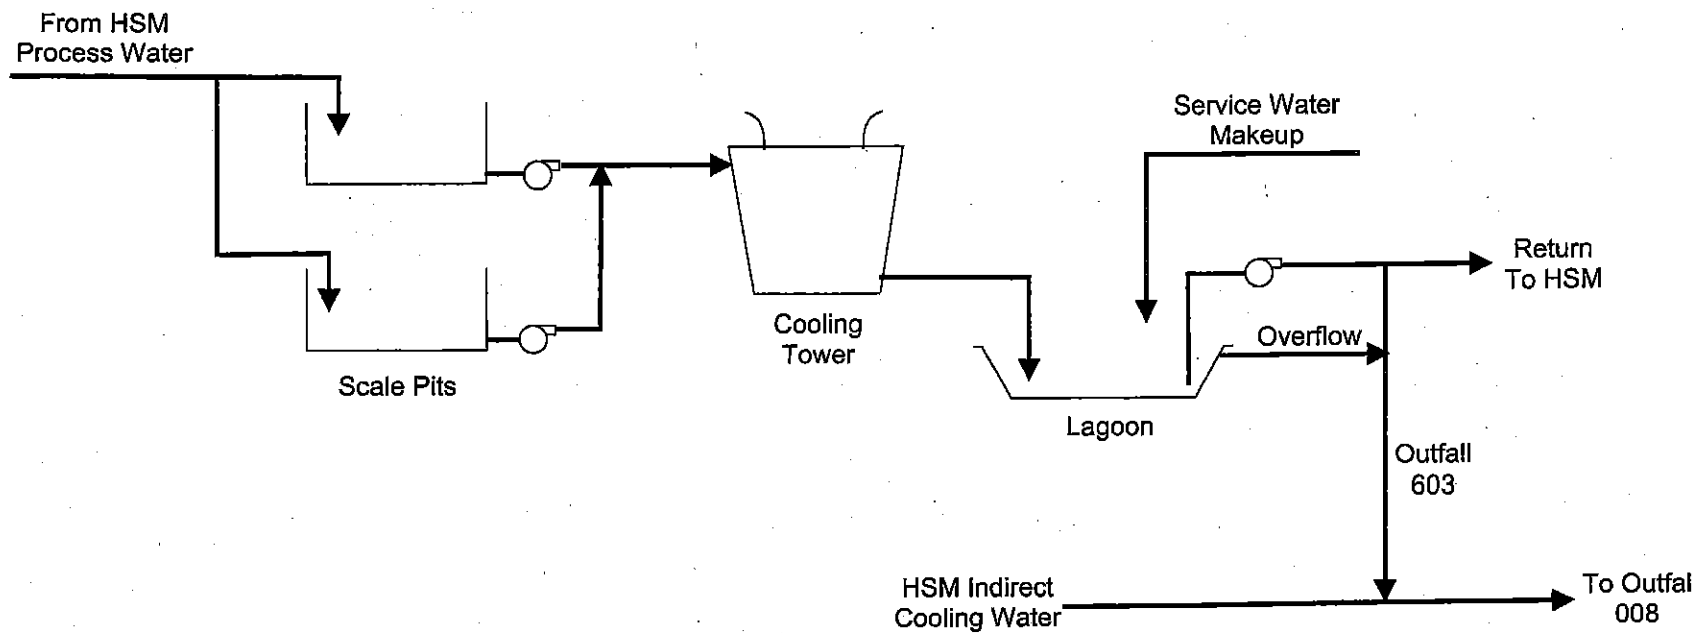 From HSM
Process Water
Service Water
Makeup
Return
To HSM
Overflow
Cooling
Tower
Scale Pits
Lagoon
Outfall
603
HSM Indirect
Cooling Water
To Outfal
008